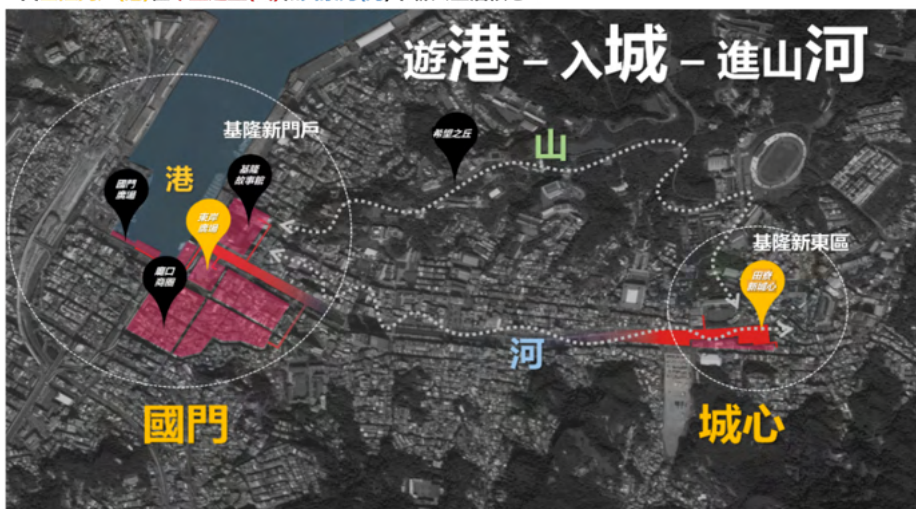 遊港 – 入城 – 進山河
基隆新門戶
希望之丘
山
港
國門
廣場
基隆
故事館
東岸
廣場
廟口
商圈
基隆新東區
田寮
新城心
河
國門
城心